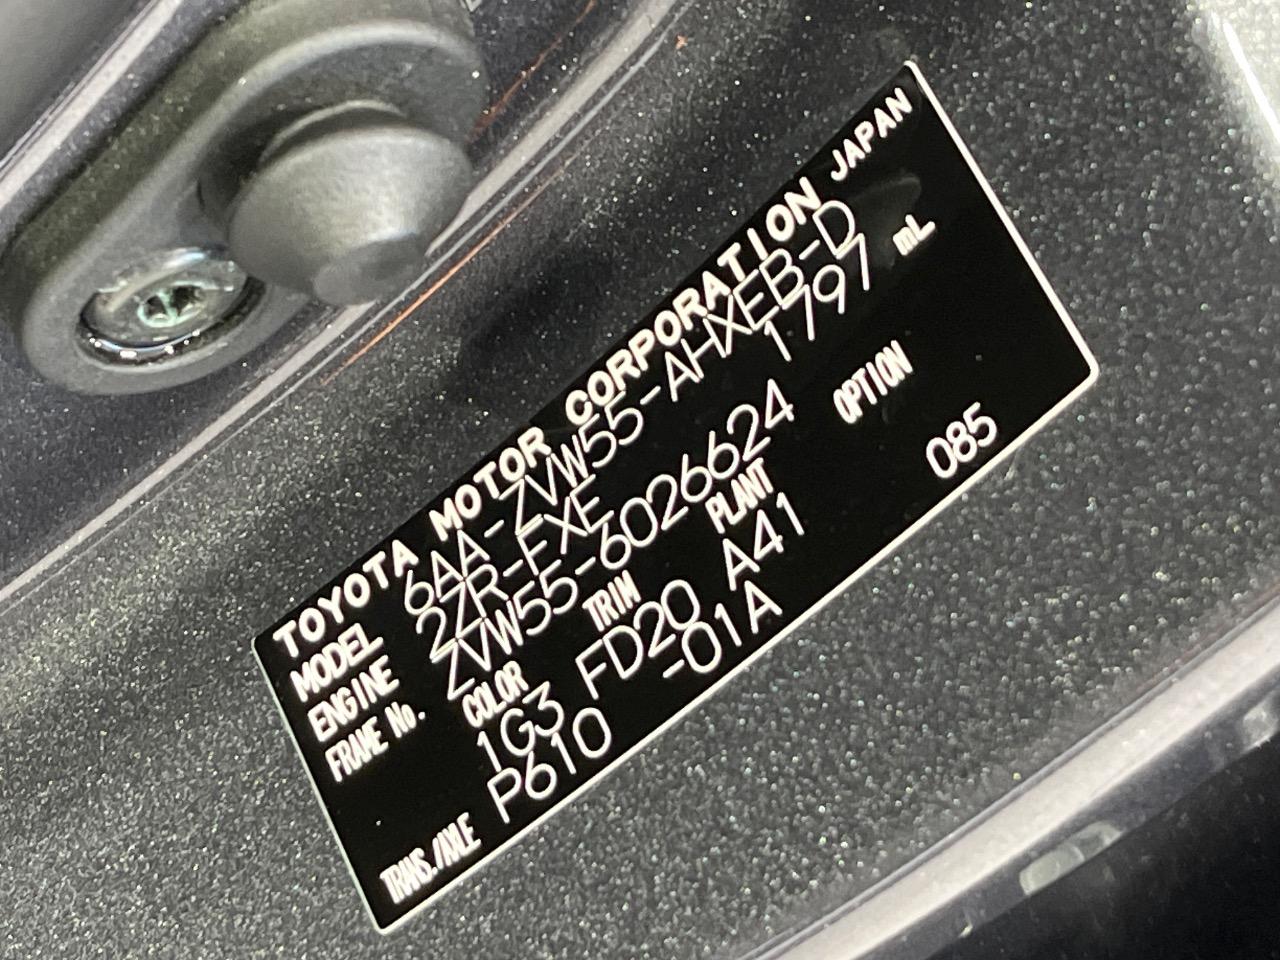 TOYOTA MOTOR CORPORATION JAPAN
MODEL 6AA-ZVW55-AHXEB-D
ENGINE 2ZR-FXE 1797 mL
FRAME No. ZVW55-6026624
COLOR TRIM PLANT OPTION
1G3 FD20 A41
TRANS./AXLE P610 -01A 085